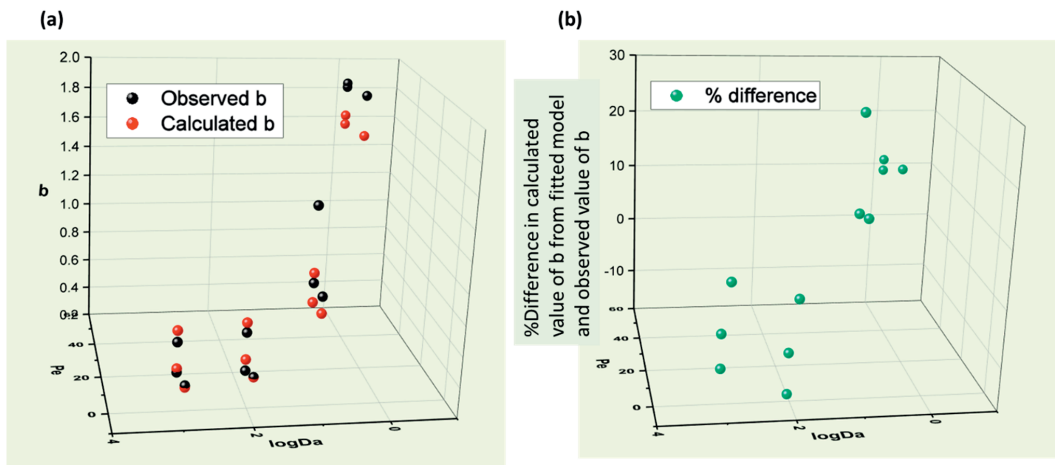 (a)
2.0
1.8
1.6
1.4
1.2
1.0
0.8
0.6
0.4
0.2
b
Observed b
Calculated b
60
40
20
0
Pe
4
2
0
logDa
(b)
%Difference in calculated
value of b from fitted model
and observed value of b
30
20
10
0
-10
% difference
60
40
20
0
Pe
4
2
0
logDa